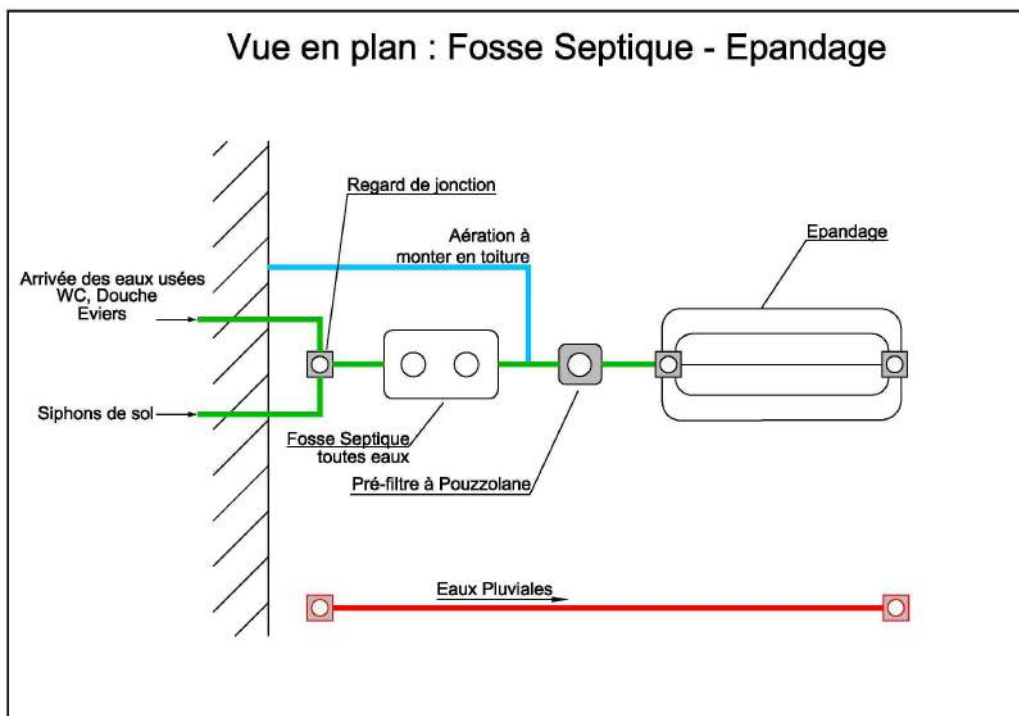 Vue en plan : Fosse Septique - Epandage
Regard de jonction
Aération à
monter en toiture
Epandage
Arrivée des eaux usées
WC, Douche
Eviers
Siphons de sol
Fosse Septique
toutes eaux
Pré-filtre à Pouzzolane
Eaux Pluviales